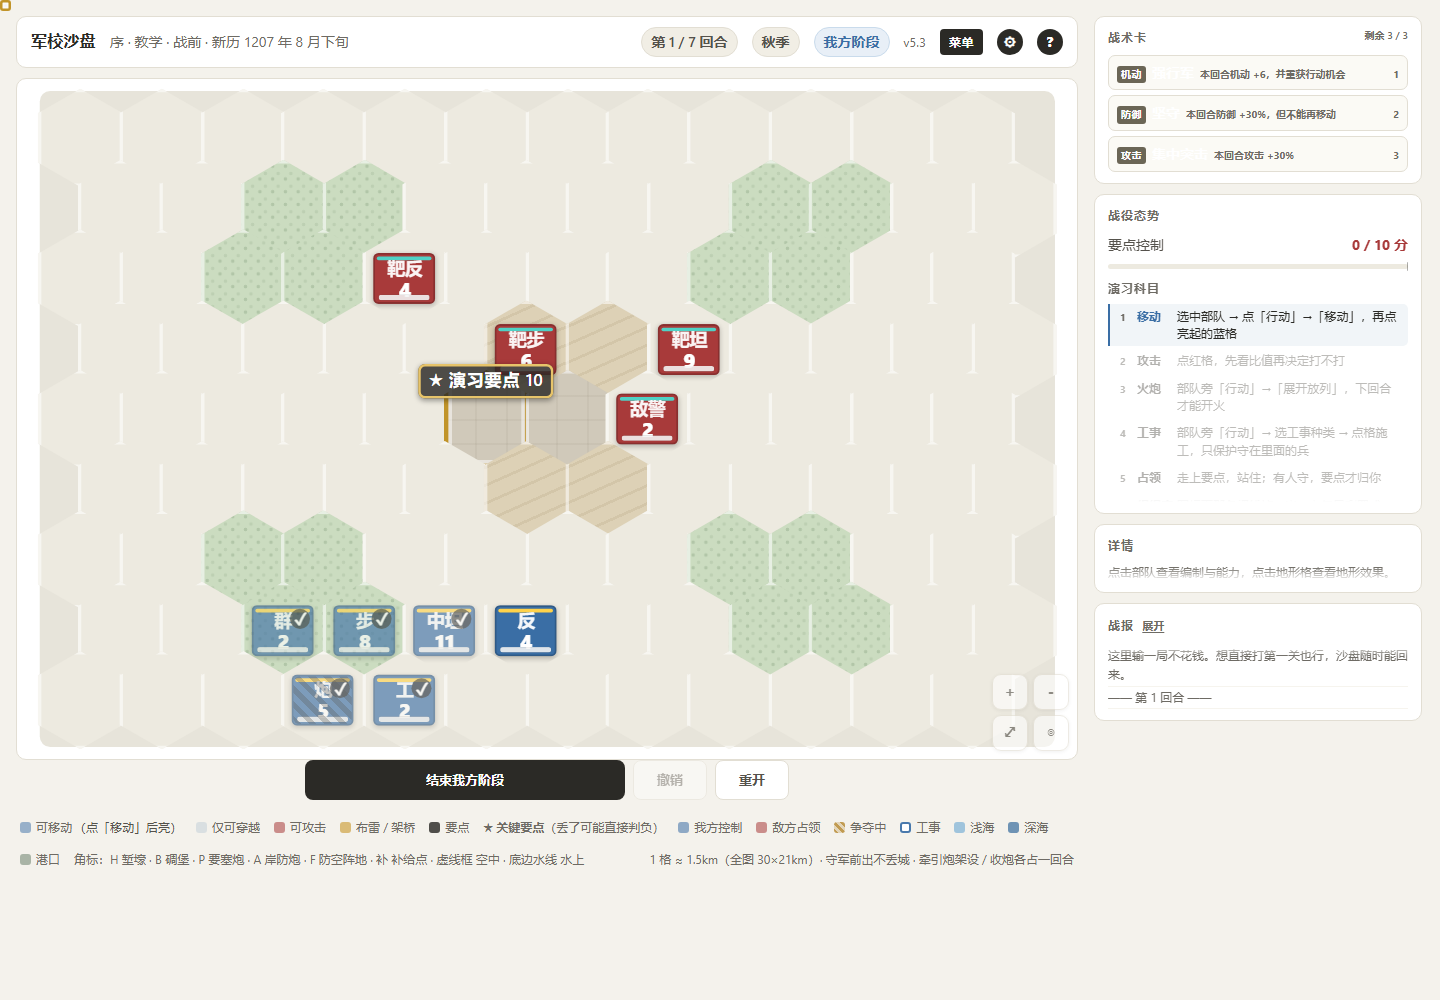 军校沙盘 序 · 教学 · 战前 · 新历 1207 年 8 月下旬 第 1 / 7 回合 秋季 我方阶段 v5.3 菜单 ⚙ ?
靶反
4
靶步
6
靶坦
9
★ 演习要点 10
敌警
2
群
2
步
8
中
11
反
4
炮
5
工
2
+ -
结束我方阶段 撤销 重开
可移动（点「移动」后亮） 仅可穿越 可攻击 布雷 / 架桥 要点 ★ 关键要点（丢了可能直接判负） 我方控制 敌方占领 争夺中 工事 浅海 深海
港口 角标：H 堑壕 · B 碉堡 · P 要塞炮 · A 岸防炮 · F 防空阵地 · 补 补给点 · 虚线框 空中 · 底边水线 水上 1 格 ≈ 1.5km（全图 30×21km）· 守军前出不丢城 · 牵引炮架设 / 收炮各占一回合
战术卡 剩余 3 / 3
机动 本回合机动 +6，并重获行动机会 1
防御 本回合防御 +30%，但不能再移动 2
攻击 本回合攻击 +30% 3
战役态势
要点控制 0 / 10 分
演习科目
1 移动 选中部队 → 点「行动」→「移动」，再点
亮起的蓝格
2 攻击 点红格，先看比值再决定打不打
3 火炮 部队旁「行动」→「展开放列」，下回合
才能开火
4 工事 部队旁「行动」→ 选工事种类 → 点格施
工，只保护守在里面的兵
5 占领 走上要点，站住；有人守，要点才归你
详情
点击部队查看编制与能力，点击地形格查看地形效果。
战报 展开
这里输一局不花钱。想直接打第一关也行，沙盘随时能回
来。
—— 第 1 回合 ——